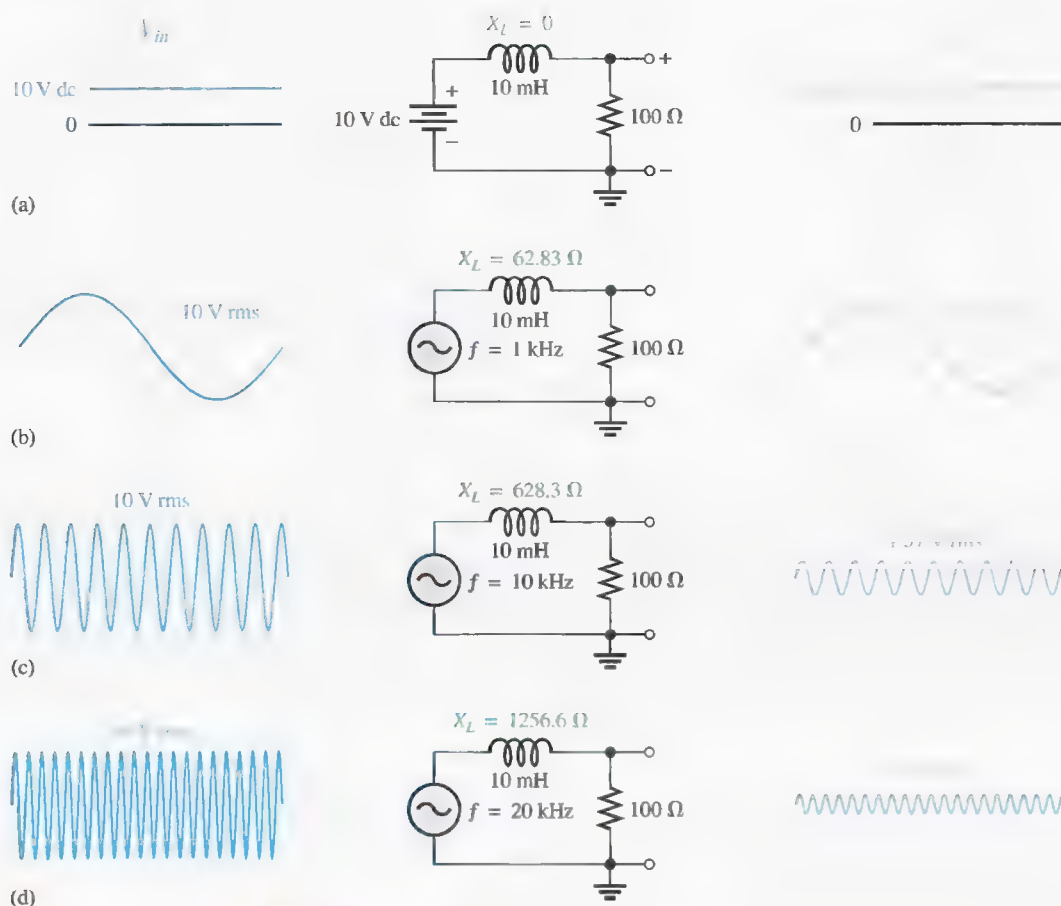 V_in
X_L = 0
10 V dc
0
10 V dc
+
−
10 mH
100 Ω
+
−
0
(a)
X_L = 62.83 Ω
10 V rms
10 mH
f = 1 kHz
100 Ω
(b)
X_L = 628.3 Ω
10 V rms
10 mH
f = 10 kHz
100 Ω
rms
(c)
X_L = 1256.6 Ω
10 mH
f = 20 kHz
100 Ω
(d)